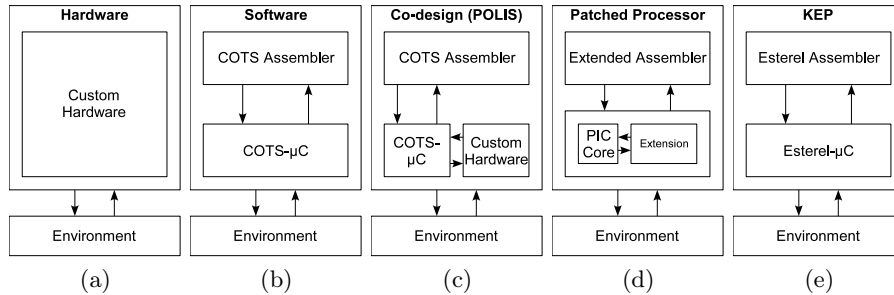 Hardware
Custom
Hardware
Environment
(a)
Software
COTS Assembler
COTS-µC
Environment
(b)
Co-design (POLIS)
COTS Assembler
COTS-
µC
Custom
Hardware
Environment
(c)
Patched Processor
Extended Assembler
PIC
Core
Extension
Environment
(d)
KEP
Esterel Assembler
Esterel-µC
Environment
(e)